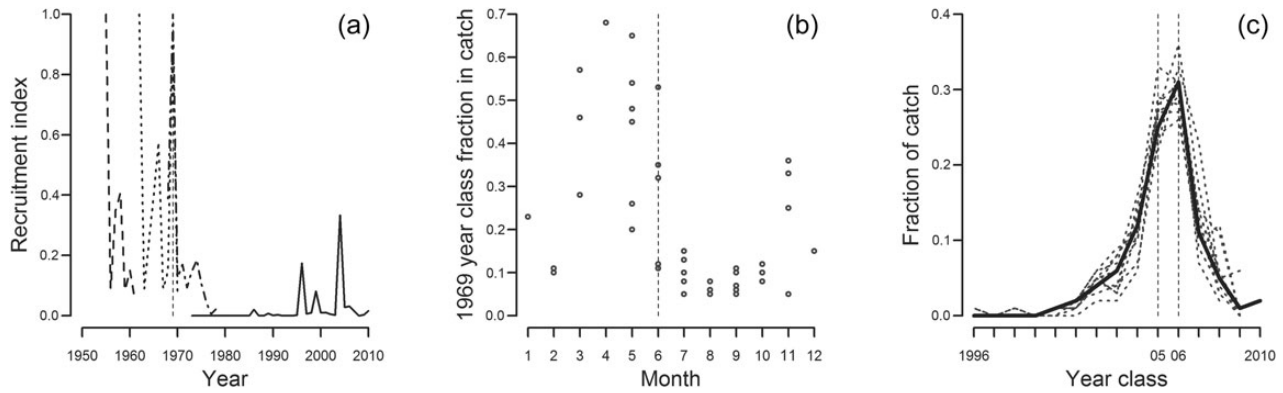 (a)
Recruitment index
1.0
0.8
0.6
0.4
0.2
0.0
1950 1960 1970 1980 1990 2000 2010
Year
(b)
1969 year class fraction in catch
0.7
0.6
0.5
0.4
0.3
0.2
0.1
0.0
1 2 3 4 5 6 7 8 9 10 11 12
Month
(c)
Fraction of catch
0.4
0.3
0.2
0.1
0.0
1996 05 06 2010
Year class